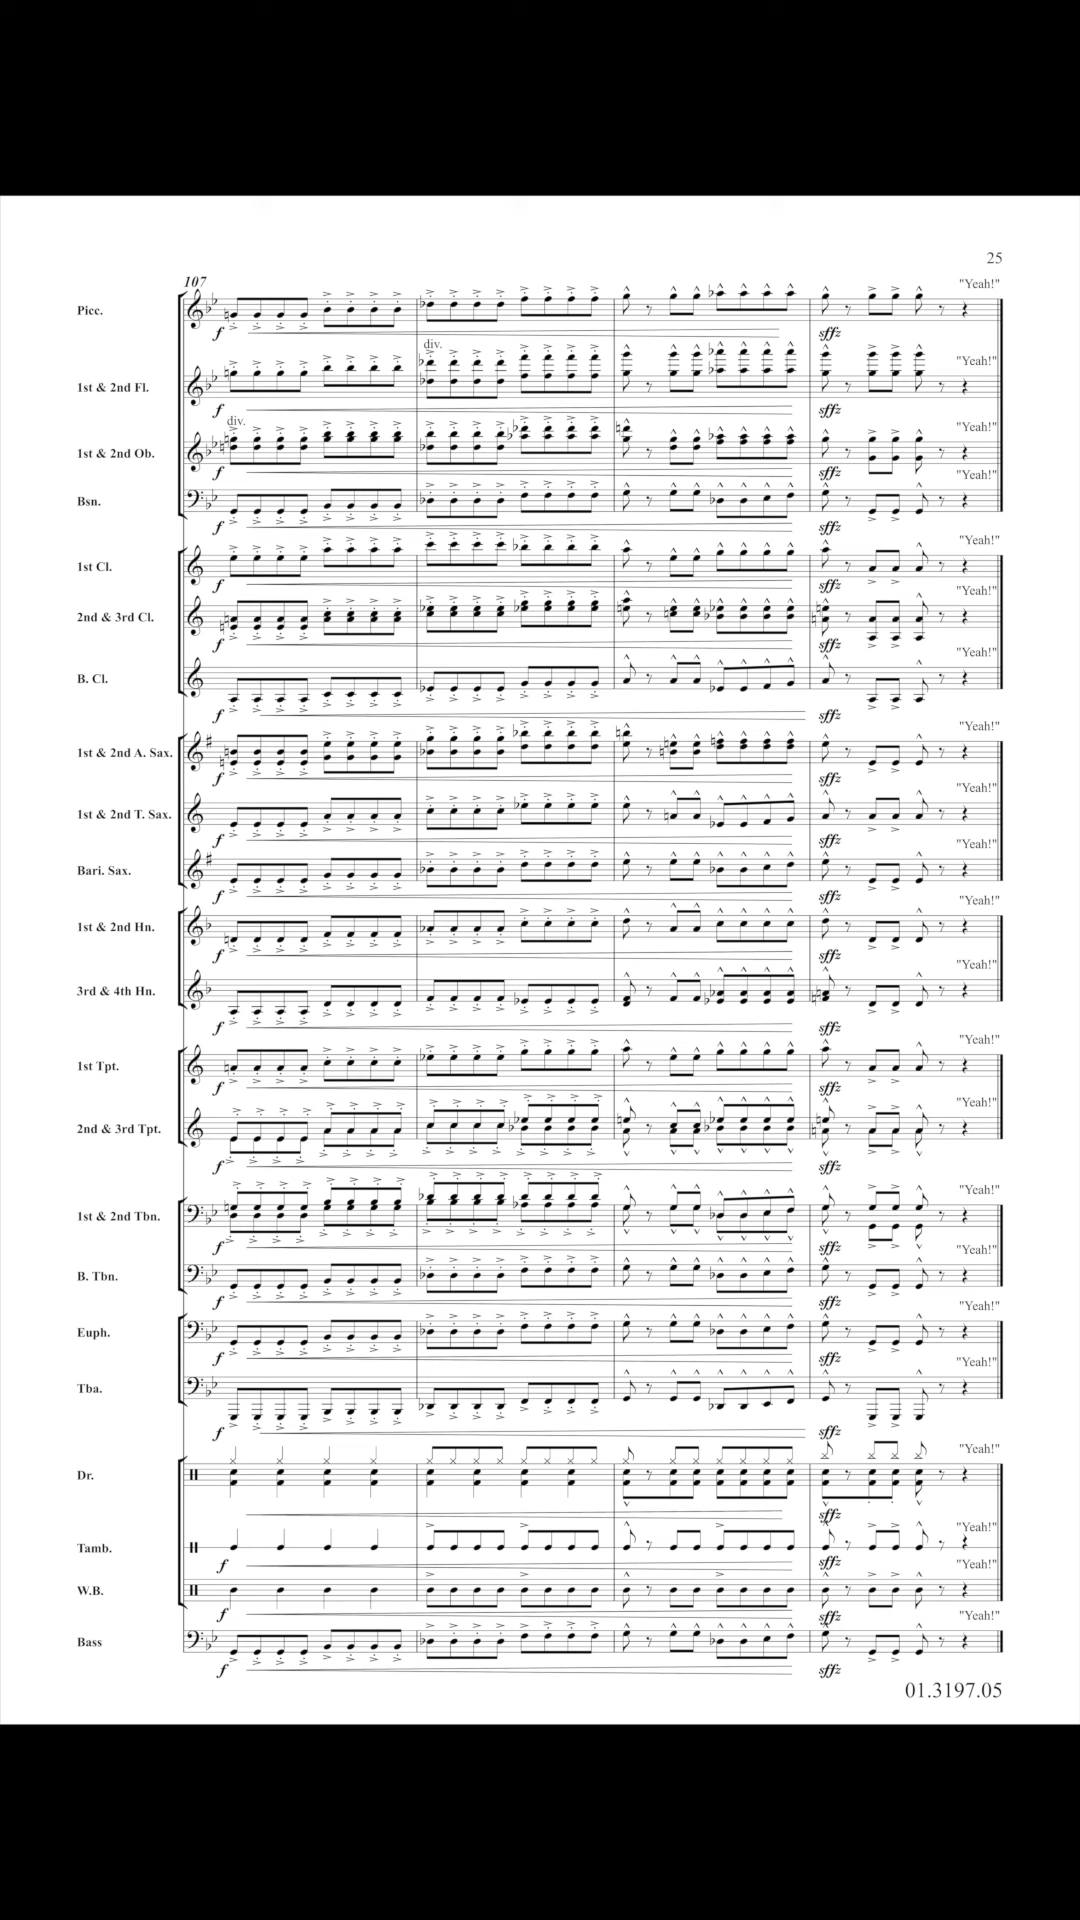 25
107
"Yeah!"
Picc.
f
sffz
div.
"Yeah!"
1st & 2nd Fl.
f
sffz
div.
"Yeah!"
1st & 2nd Ob.
f
sffz
"Yeah!"
Bsn.
f
sffz
"Yeah!"
1st Cl.
f
sffz
"Yeah!"
2nd & 3rd Cl.
f
sffz
"Yeah!"
B. Cl.
f
sffz
"Yeah!"
1st & 2nd A. Sax.
f
sffz
"Yeah!"
1st & 2nd T. Sax.
f
sffz
"Yeah!"
Bari. Sax.
f
sffz
"Yeah!"
1st & 2nd Hn.
f
sffz
"Yeah!"
3rd & 4th Hn.
f
sffz
"Yeah!"
1st Tpt.
f
sffz
"Yeah!"
2nd & 3rd Tpt.
f
sffz
"Yeah!"
1st & 2nd Tbn.
f
sffz
"Yeah!"
B. Tbn.
f
sffz
"Yeah!"
Euph.
f
sffz
"Yeah!"
Tba.
f
sffz
"Yeah!"
Dr.
sffz
"Yeah!"
Tamb.
f
sffz
"Yeah!"
W.B.
f
sffz
"Yeah!"
Bass
f
sffz
01.3197.05